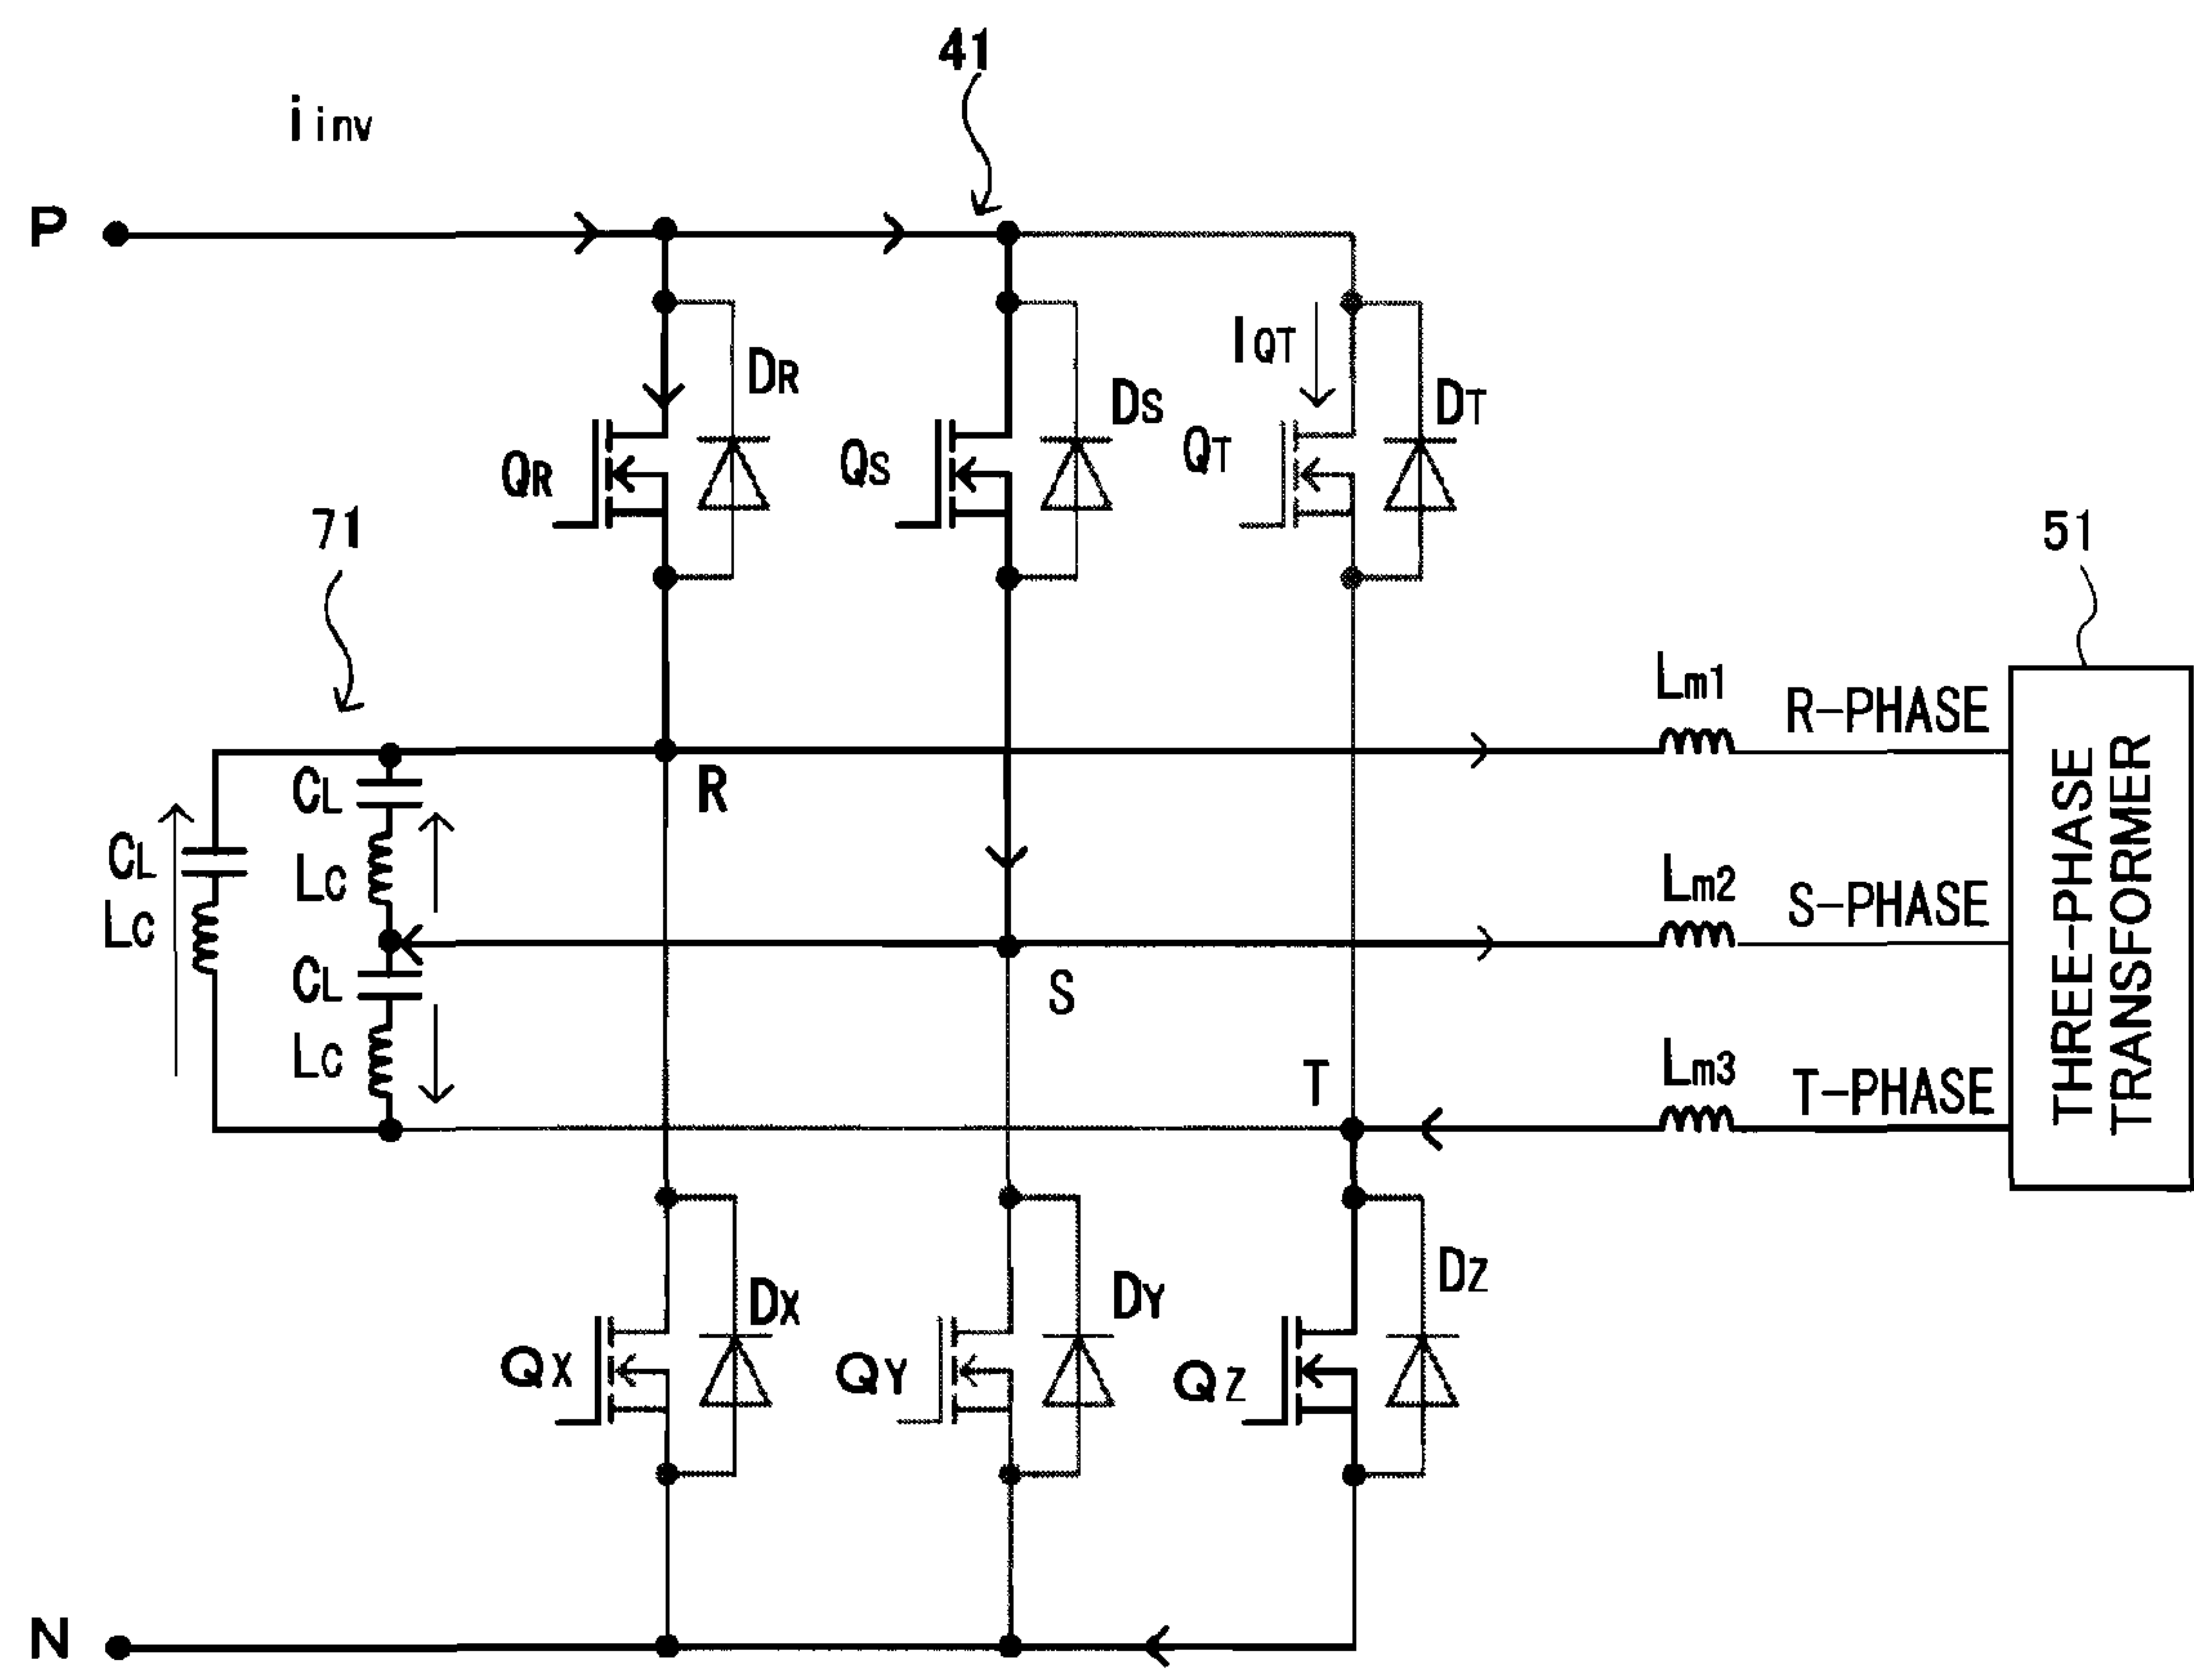 41
i inv
P
DR
IQT
DS
DT
QR
QS
QT
71
51
Lm1
R-PHASE
CL
R
CL
LC
LC
Lm2
S-PHASE
CL
S
LC
T
Lm3
T-PHASE
THREE-PHASE
TRANSFORMER
DX
DY
DZ
QX
QY
QZ
N